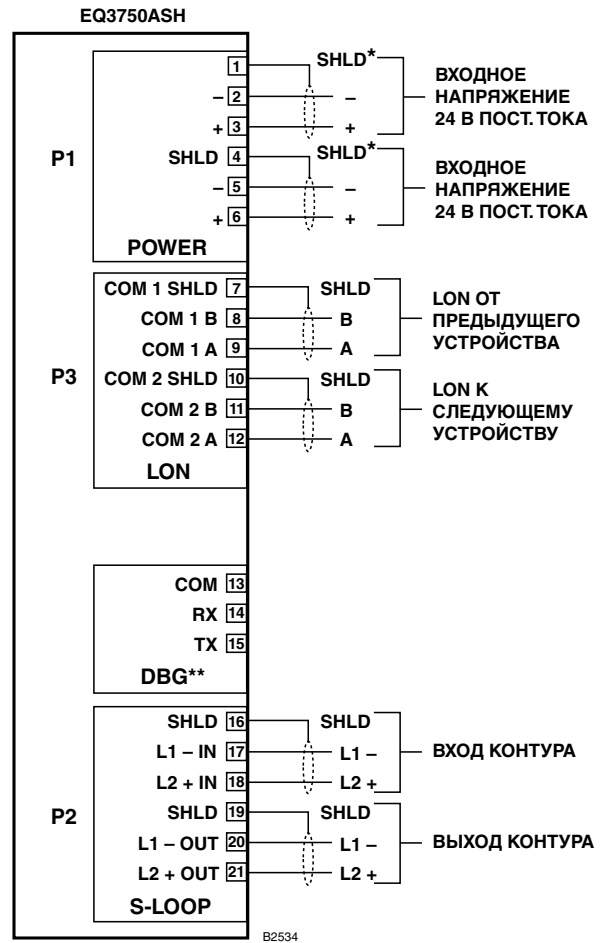 EQ3750ASH
1 SHLD*
– 2 –
+ 3 +
ВХОДНОЕ
НАПРЯЖЕНИЕ
24 В ПОСТ. ТОКА
P1
SHLD 4 SHLD*
– 5 –
+ 6 +
ВХОДНОЕ
НАПРЯЖЕНИЕ
24 В ПОСТ. ТОКА
POWER
COM 1 SHLD 7 SHLD
COM 1 B 8 B
COM 1 A 9 A
LON ОТ
ПРЕДЫДУЩЕГО
УСТРОЙСТВА
P3
COM 2 SHLD 10 SHLD
COM 2 B 11 B
COM 2 A 12 A
LON К
СЛЕДУЮЩЕМУ
УСТРОЙСТВУ
LON
COM 13
RX 14
TX 15
DBG**
SHLD 16 SHLD
L1 – IN 17 L1 –
L2 + IN 18 L2 +
ВХОД КОНТУРА
P2
SHLD 19 SHLD
L1 – OUT 20 L1 –
L2 + OUT 21 L2 +
ВЫХОД КОНТУРА
S-LOOP
B2534